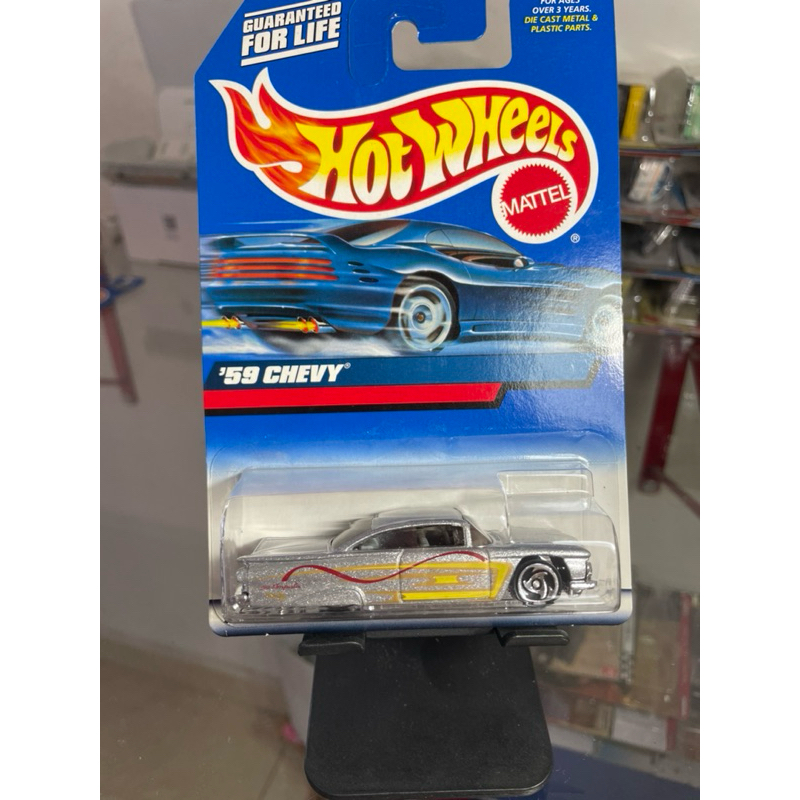 GUARANTEED
FOR LIFE
FOR AGES
OVER 3 YEARS.
DIE CAST METAL &
PLASTIC PARTS.
Hot Wheels
MATTEL
®
'59 CHEVY®